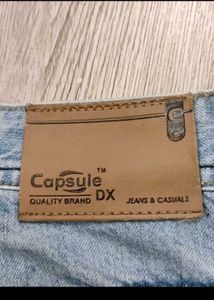 Capsule™
DX
QUALITY BRAND
JEANS & CASUALS